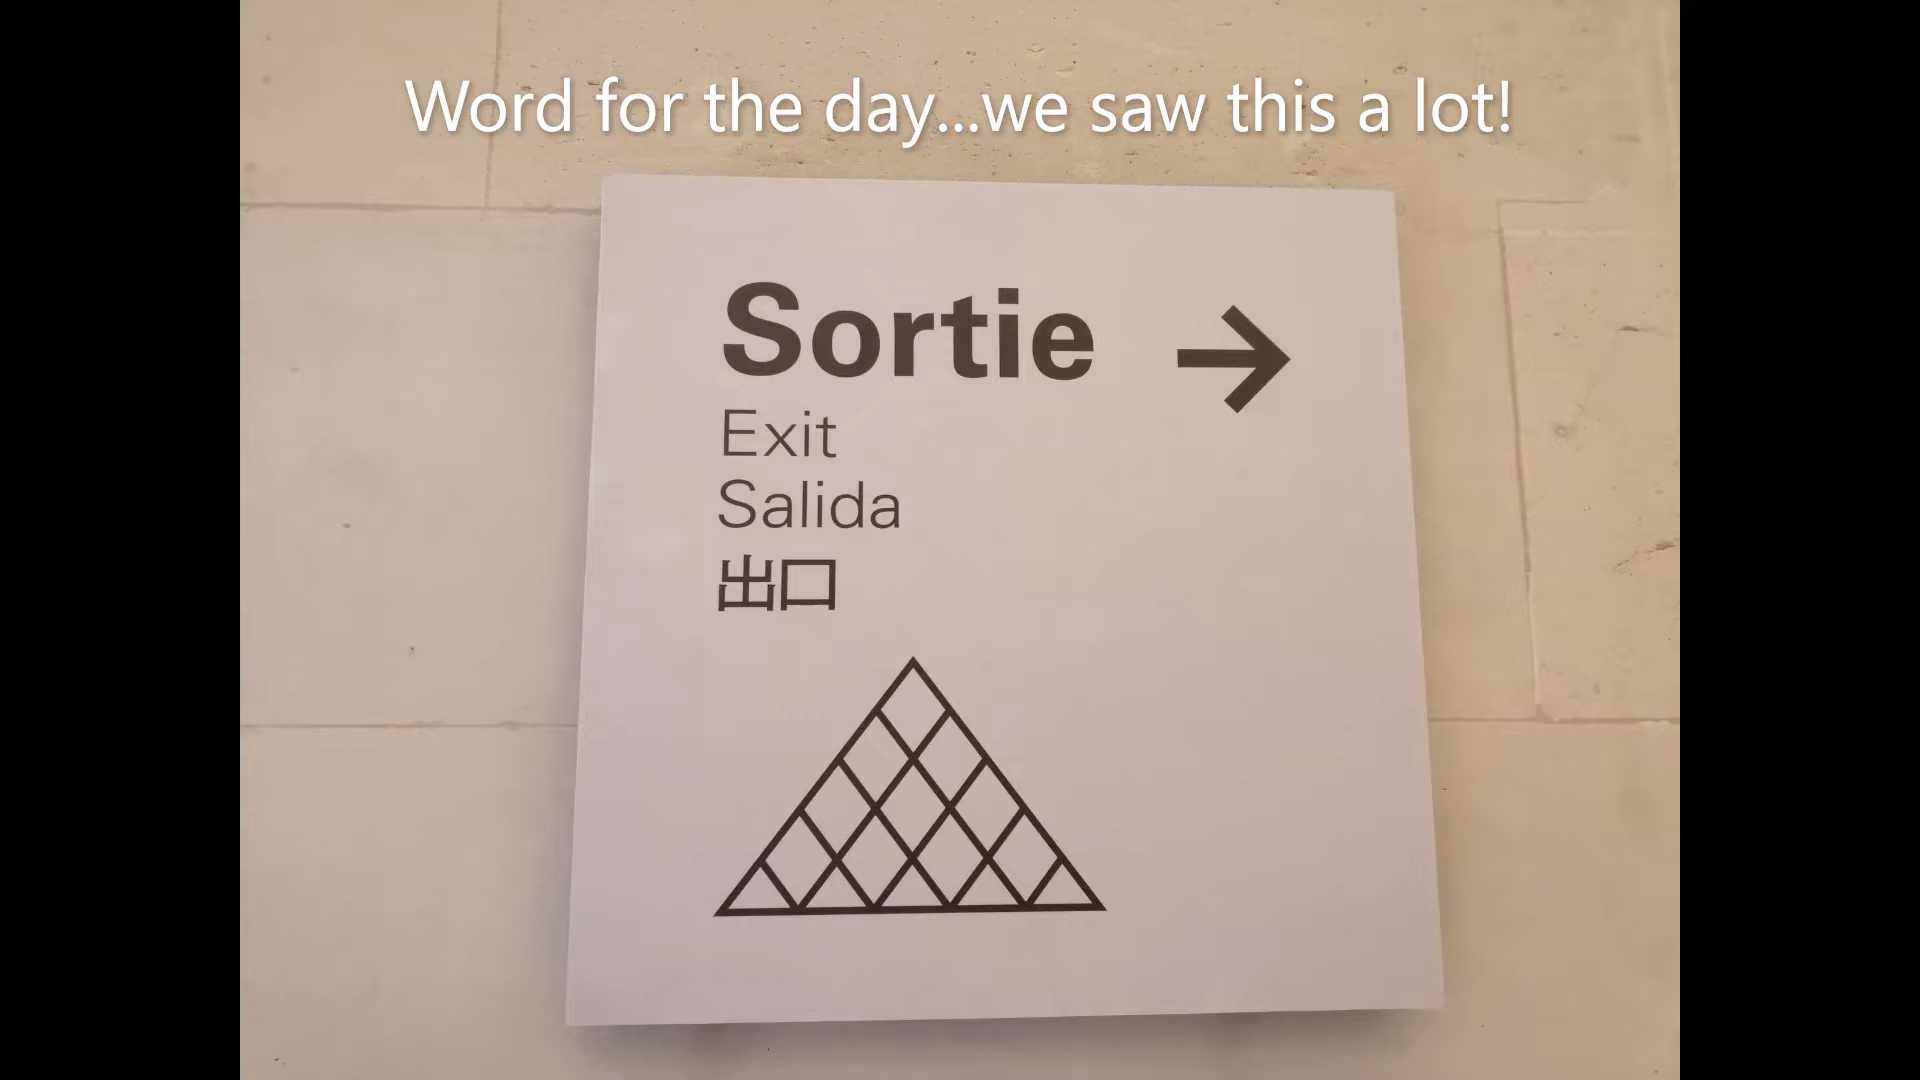 Word for the day...we saw this a lot!
Sortie →
Exit
Salida
出口